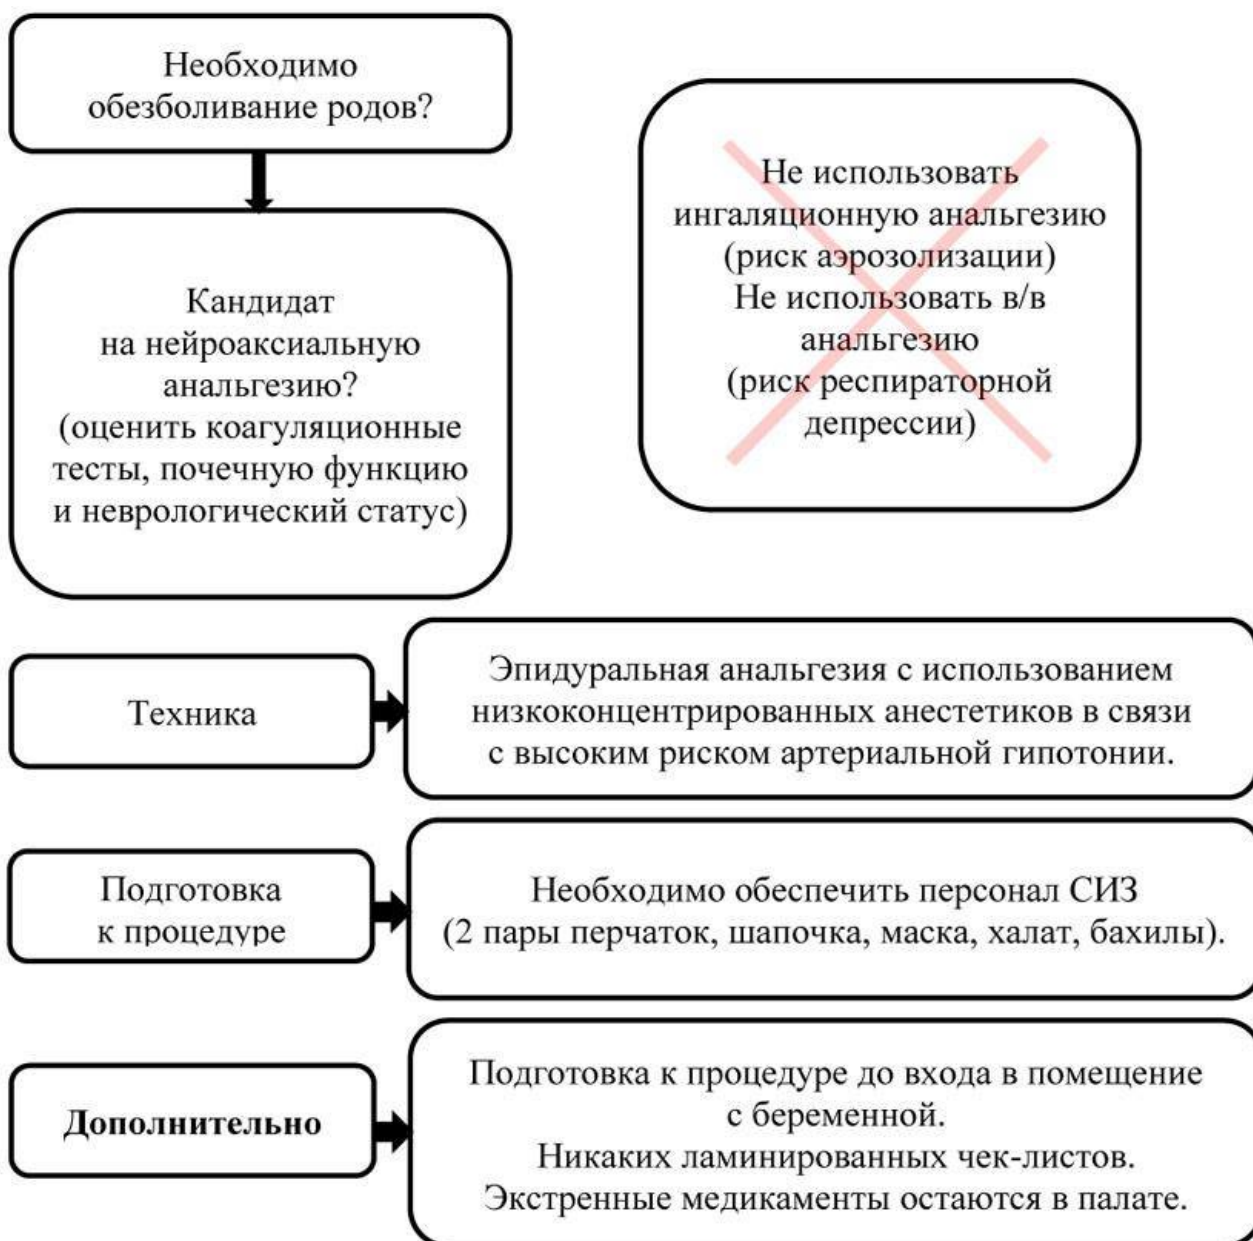 Необходимо
обезболивание родов?
Не использовать
ингаляционную анальгезию
(риск аэрозолизации)
Не использовать в/в
анальгезию
(риск респираторной
депрессии)
Кандидат
на нейроаксиальную
анальгезию?
(оценить коагуляционные
тесты, почечную функцию
и неврологический статус)
Техника
Эпидуральная анальгезия с использованием
низкоконцентрированных анестетиков в связи
с высоким риском артериальной гипотонии.
Подготовка
к процедуре
Необходимо обеспечить персонал СИЗ
(2 пары перчаток, шапочка, маска, халат, бахилы).
Дополнительно
Подготовка к процедуре до входа в помещение
с беременной.
Никаких ламинированных чек-листов.
Экстренные медикаменты остаются в палате.